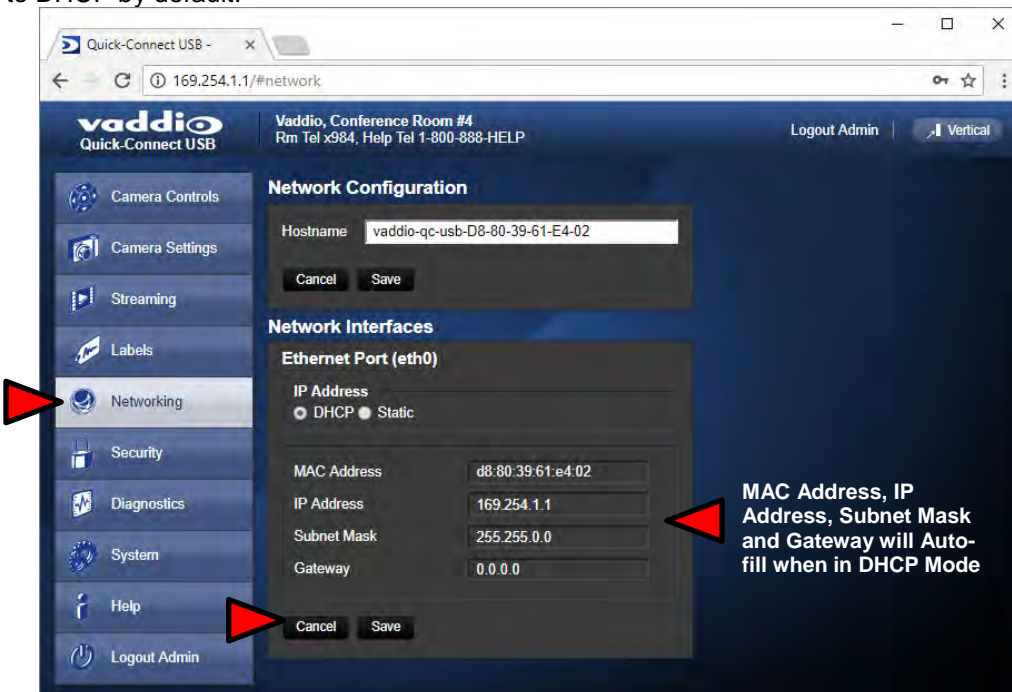 to DHCP by default.
Quick-Connect USB -
169.254.1.1/#network
vaddio
Quick-Connect USB
Vaddio, Conference Room #4
Rm Tel x984, Help Tel 1-800-888-HELP
Logout Admin
Vertical
Camera Controls
Camera Settings
Streaming
Labels
Networking
Security
Diagnostics
System
Help
Logout Admin
Network Configuration
Hostname vaddio-qc-usb-D8-80-39-61-E4-02
Cancel Save
Network Interfaces
Ethernet Port (eth0)
IP Address
DHCP Static
MAC Address d8:80:39:61:e4:02
IP Address 169.254.1.1
Subnet Mask 255.255.0.0
Gateway 0.0.0.0
Cancel Save
MAC Address, IP
Address, Subnet Mask
and Gateway will Auto-
fill when in DHCP Mode